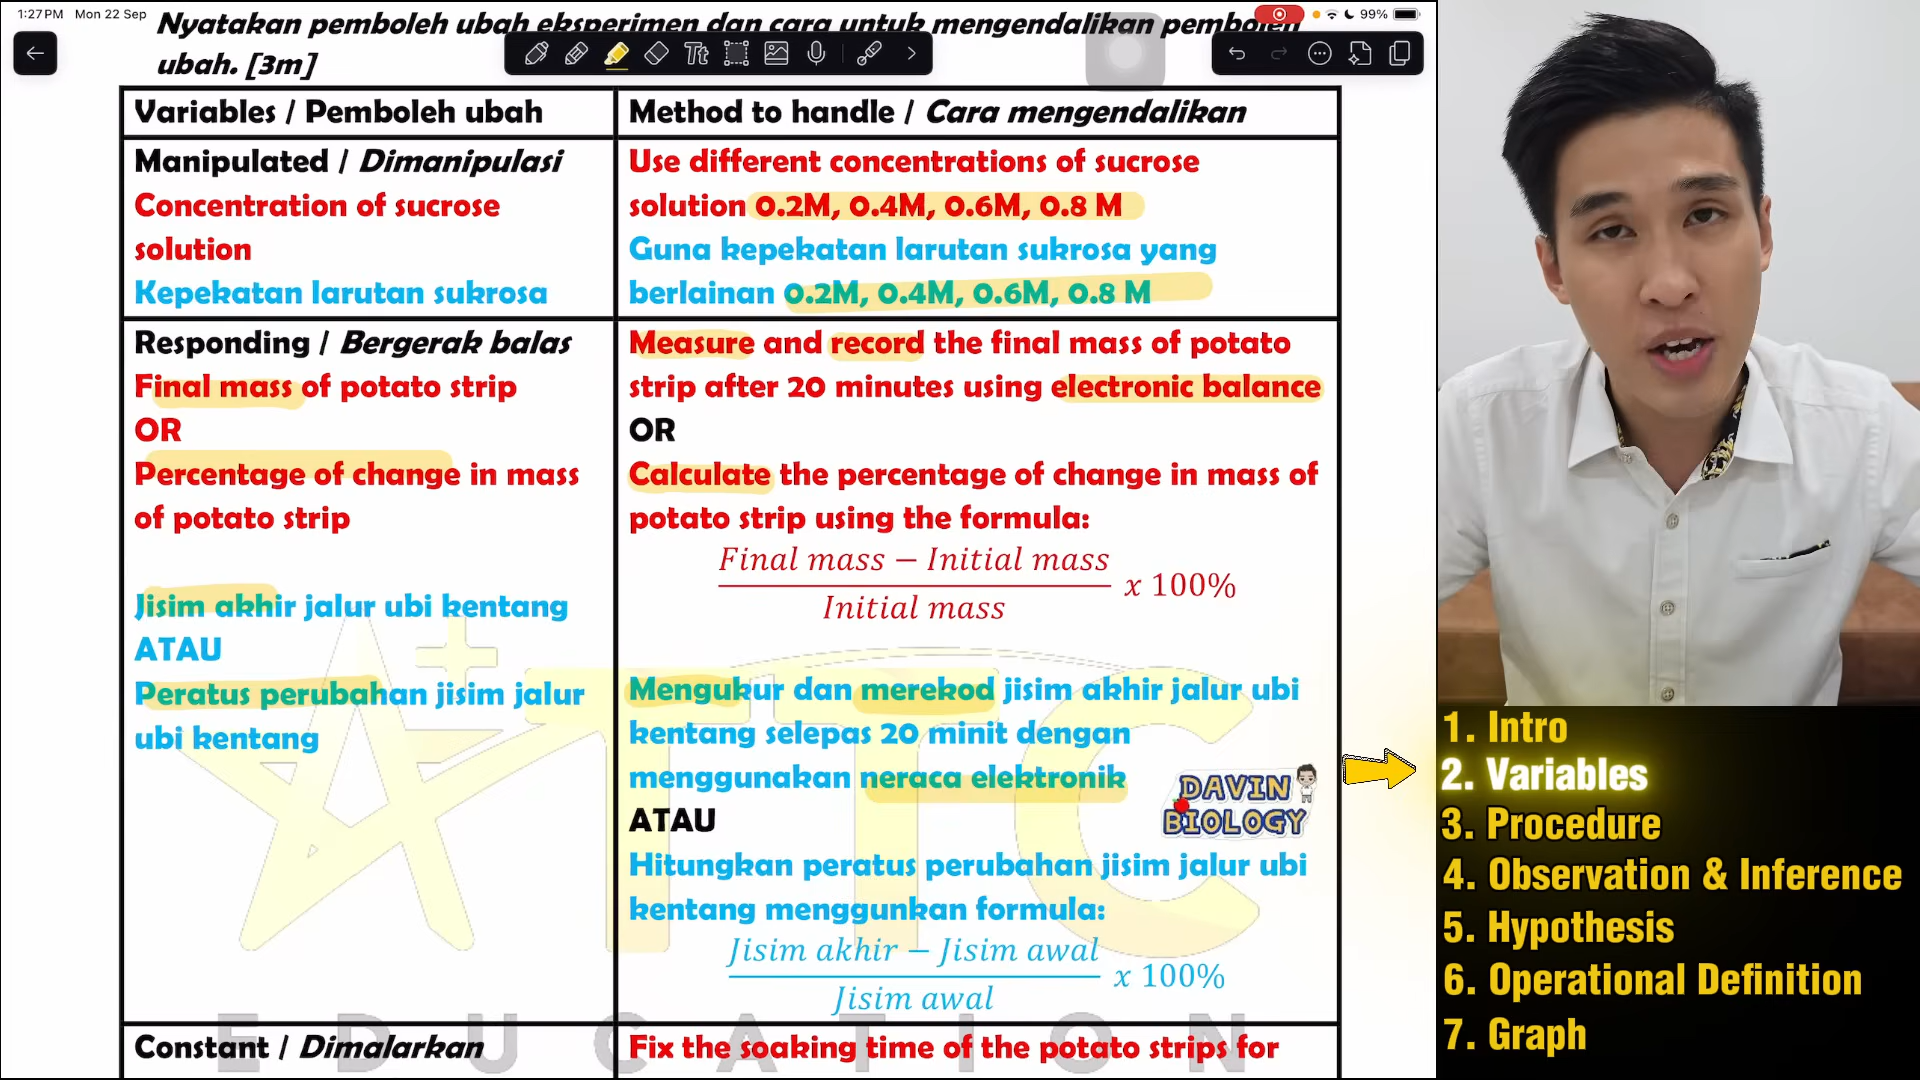 1:27PM Mon 22 Sep
99%
Nyatakan pemboleh ubah eksperimen dan cara untuk mengendalikan pemboleh
ubah. [3m]
Variables / Pemboleh ubah
Method to handle / Cara mengendalikan
Manipulated / Dimanipulasi
Concentration of sucrose
solution
Kepekatan larutan sukrosa
Use different concentrations of sucrose
solution 0.2M, 0.4M, 0.6M, 0.8 M
Guna kepekatan larutan sukrosa yang
berlainan 0.2M, 0.4M, 0.6M, 0.8 M
Responding / Bergerak balas
Final mass of potato strip
OR
Percentage of change in mass
of potato strip
Jisim akhir jalur ubi kentang
ATAU
Peratus perubahan jisim jalur
ubi kentang
Measure and record the final mass of potato
strip after 20 minutes using electronic balance
OR
Calculate the percentage of change in mass of
potato strip using the formula:
Final mass − Initial mass
x 100%
Initial mass
Mengukur dan merekod jisim akhir jalur ubi
kentang selepas 20 minit dengan
menggunakan neraca elektronik
ATAU
Hitungkan peratus perubahan jisim jalur ubi
kentang menggunkan formula:
Jisim akhir − Jisim awal
x 100%
Jisim awal
Constant / Dimalarkan
Fix the soaking time of the potato strips for
A+TTC
EDUCATION
DAVIN
BIOLOGY
Tt
1. Intro
2. Variables
3. Procedure
4. Observation & Inference
5. Hypothesis
6. Operational Definition
7. Graph